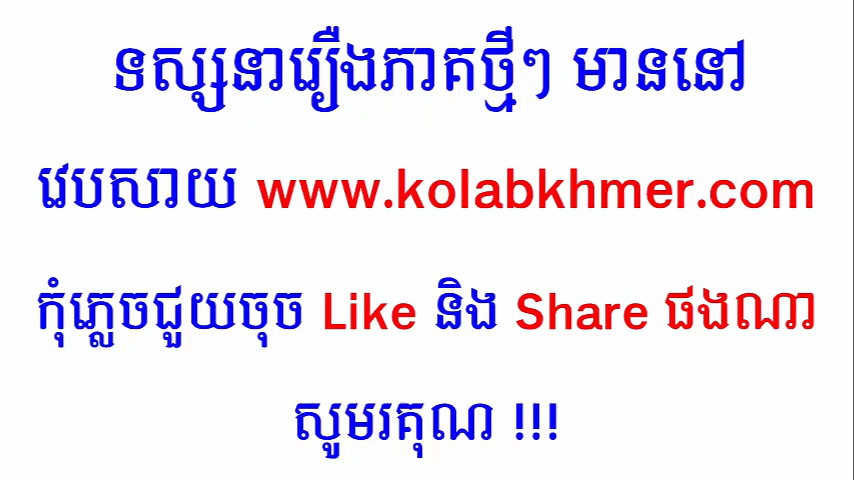 ទស្សនារឿងភាគថ្មីៗ មាននៅ
វេបសាយ www.kolabkhmer.com
កុំភ្លេចជួយចុច Like និង Share ផងណា
សូមរគុណ !!!